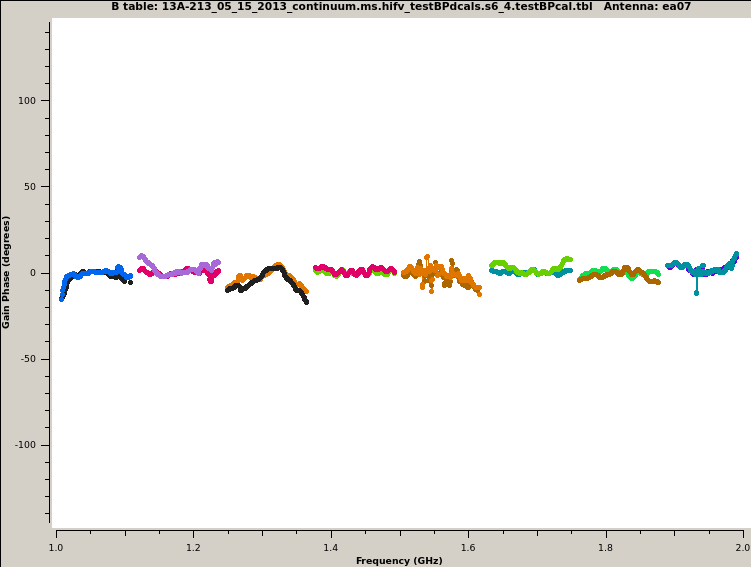 B table: 13A-213_05_15_2013_continuum.ms.hifv_testBPdcals.s6_4.testBPcal.tbl Antenna: ea07
100
50
0
-50
-100
Gain Phase (degrees)
1.0 1.2 1.4 1.6 1.8 2.0
Frequency (GHz)